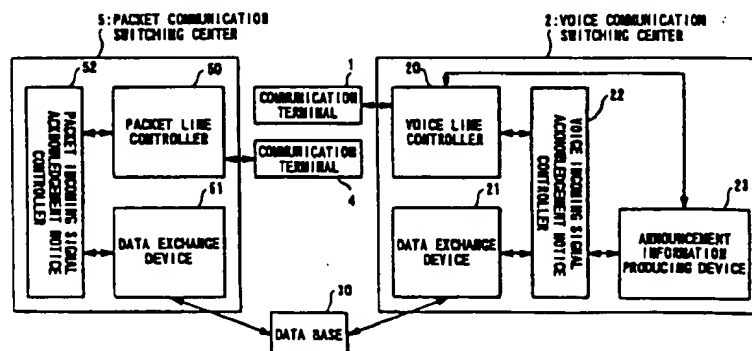 5:PACKET COMMUNICATION
SWITCHING CENTER
2:VOICE COMMUNICATION
SWITCHING CENTER
52
PACKET INCOMING SIGNAL
ACKNOWLEDGEMENT NOTICE
CONTROLLER
50
PACKET LINE
CONTROLLER
51
DATA EXCHANGE
DEVICE
1
COMMUNICATION
TERMINAL
COMMUNICATION
TERMINAL
4
30
DATA BASE
20
VOICE LINE
CONTROLLER
21
DATA EXCHANGE
DEVICE
22
VOICE INCOMING SIGNAL
ACKNOWLEDGEMENT NOTICE
CONTROLLER
23
ANNOUNCEMENT
INFORMATION
PRODUCING DEVICE